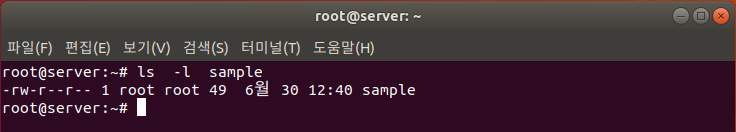 root@server: ~
파일(F) 편집(E) 보기(V) 검색(S) 터미널(T) 도움말(H)
root@server:~# ls  -l  sample
-rw-r--r-- 1 root root 49  6월 30 12:40 sample
root@server:~#